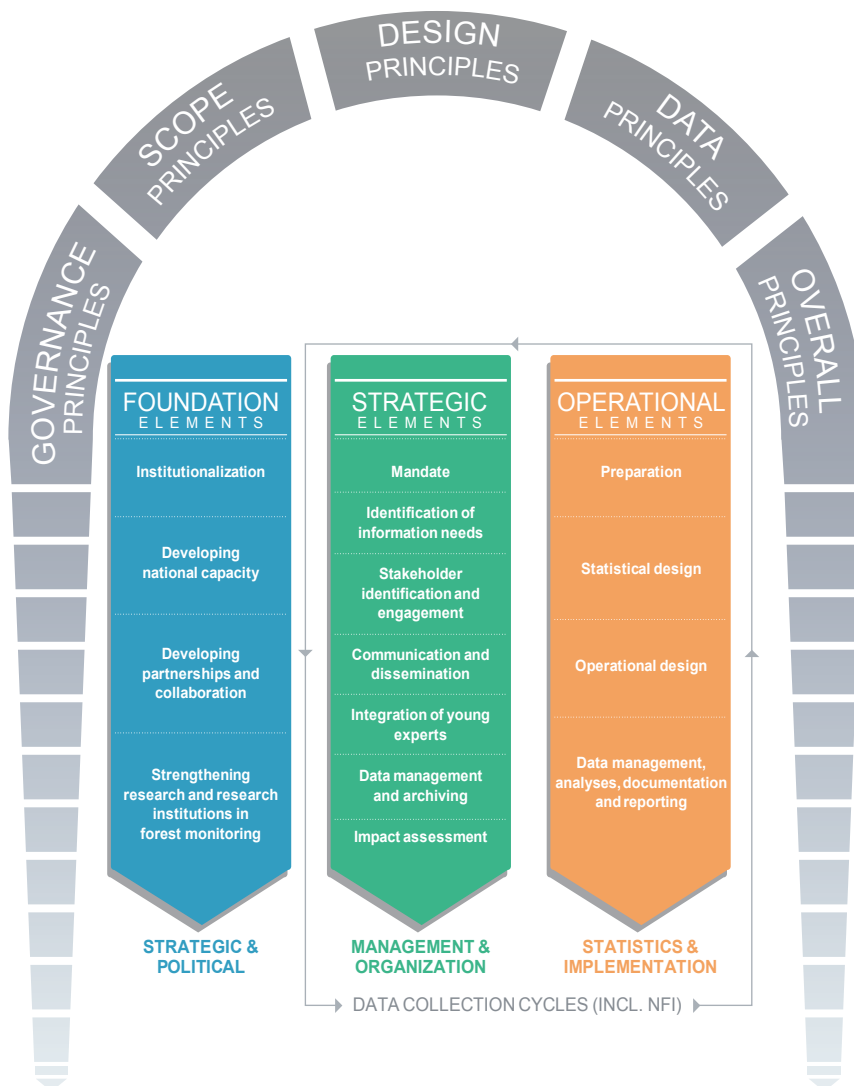 GOVERNANCE
PRINCIPLES
SCOPE
PRINCIPLES
DESIGN
PRINCIPLES
DATA
PRINCIPLES
OVERALL
PRINCIPLES
FOUNDATION
ELEMENTS
Institutionalization
Developing
national capacity
Developing
partnerships and
collaboration
Strengthening
research and research
institutions in
forest monitoring
STRATEGIC &
POLITICAL
STRATEGIC
ELEMENTS
Mandate
Identification of
information needs
Stakeholder
identification and
engagement
Communication and
dissemination
Integration of young
experts
Data management
and archiving
Impact assessment
MANAGEMENT &
ORGANIZATION
OPERATIONAL
ELEMENTS
Preparation
Statistical design
Operational design
Data management,
analyses, documentation
and reporting
STATISTICS &
IMPLEMENTATION
DATA COLLECTION CYCLES (INCL. NFI)